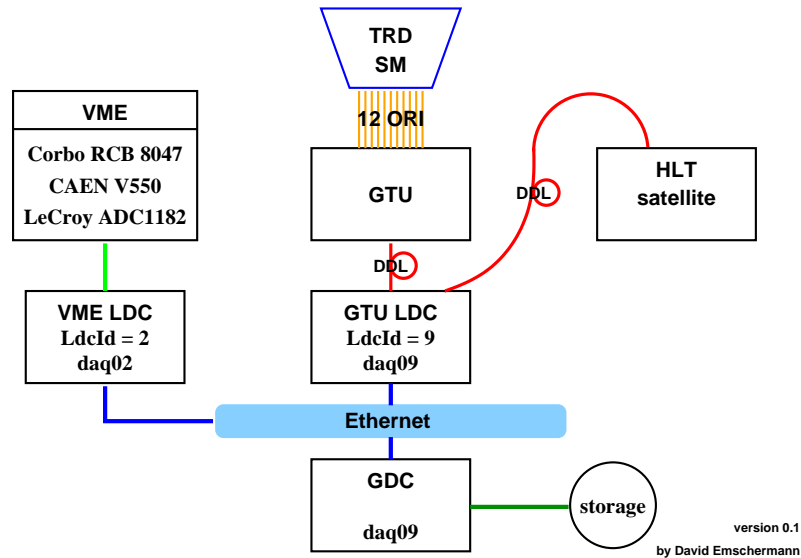 TRD
SM
12 ORI
VME
Corbo RCB 8047
CAEN V550
LeCroy ADC1182
GTU
HLT
satellite
DDL
DDL
VME LDC
LdcId = 2
daq02
GTU LDC
LdcId = 9
daq09
Ethernet
GDC
daq09
storage
version 0.1
by David Emschermann